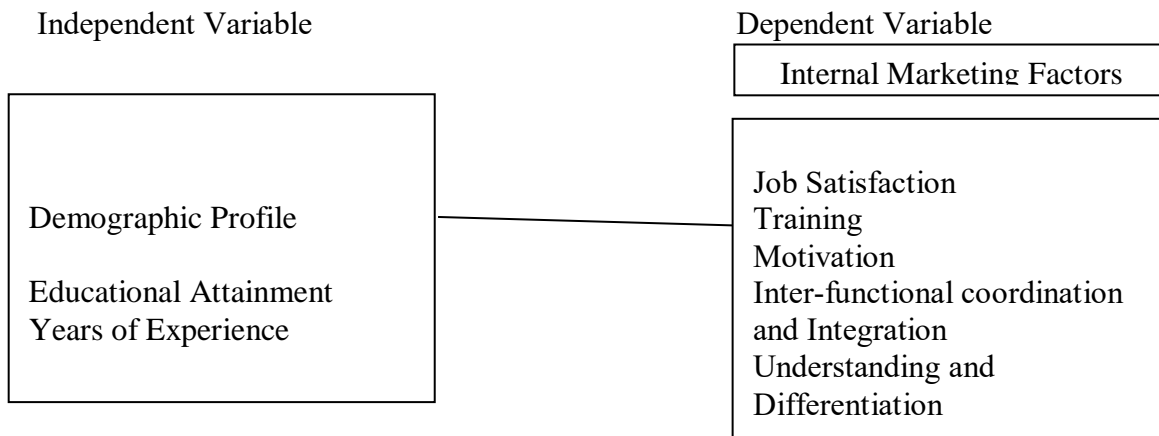 Independent Variable
Dependent Variable
Internal Marketing Factors
Demographic Profile
Educational Attainment
Years of Experience
Job Satisfaction
Training
Motivation
Inter-functional coordination
and Integration
Understanding and
Differentiation